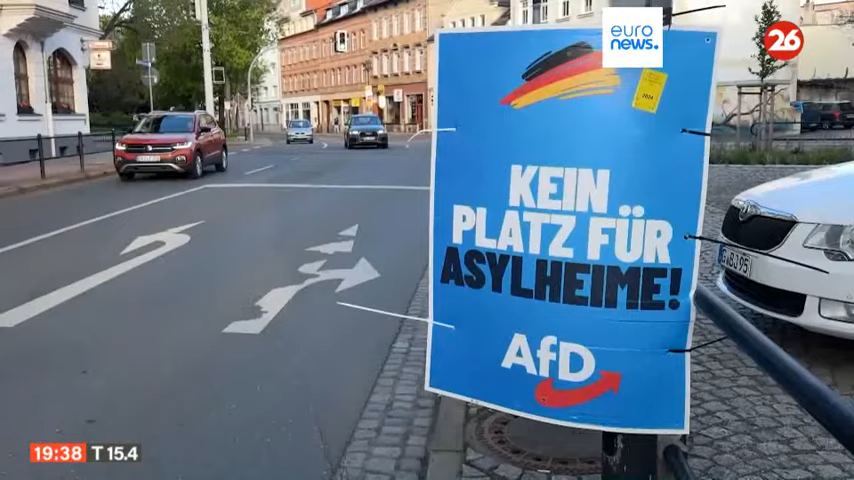 euro
news.
26
KEIN
PLATZ FÜR
ASYLHEIME!
AfD
19:38 T 15.4